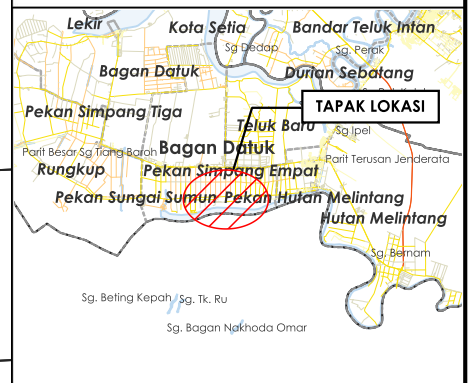 Lekir
Kota Setia
Bandar Teluk Intan
Sg Dedap
Sg. Perak
Bagan Datuk
Durian Sebatang
TAPAK LOKASI
Pekan Simpang Tiga
Teluk Baru
Sg Ipel
Parit Besar Sg Tiang Baroh
Bagan Datuk
Parit Terusan Jenderata
Rungkup
Pekan Simpang Empat
Pekan Sungai Sumun
Pekan Hutan Melintang
Hutan Melintang
Sg. Bernam
Sg. Beting Kepah
Sg. Tk. Ru
Sg. Bagan Nakhoda Omar